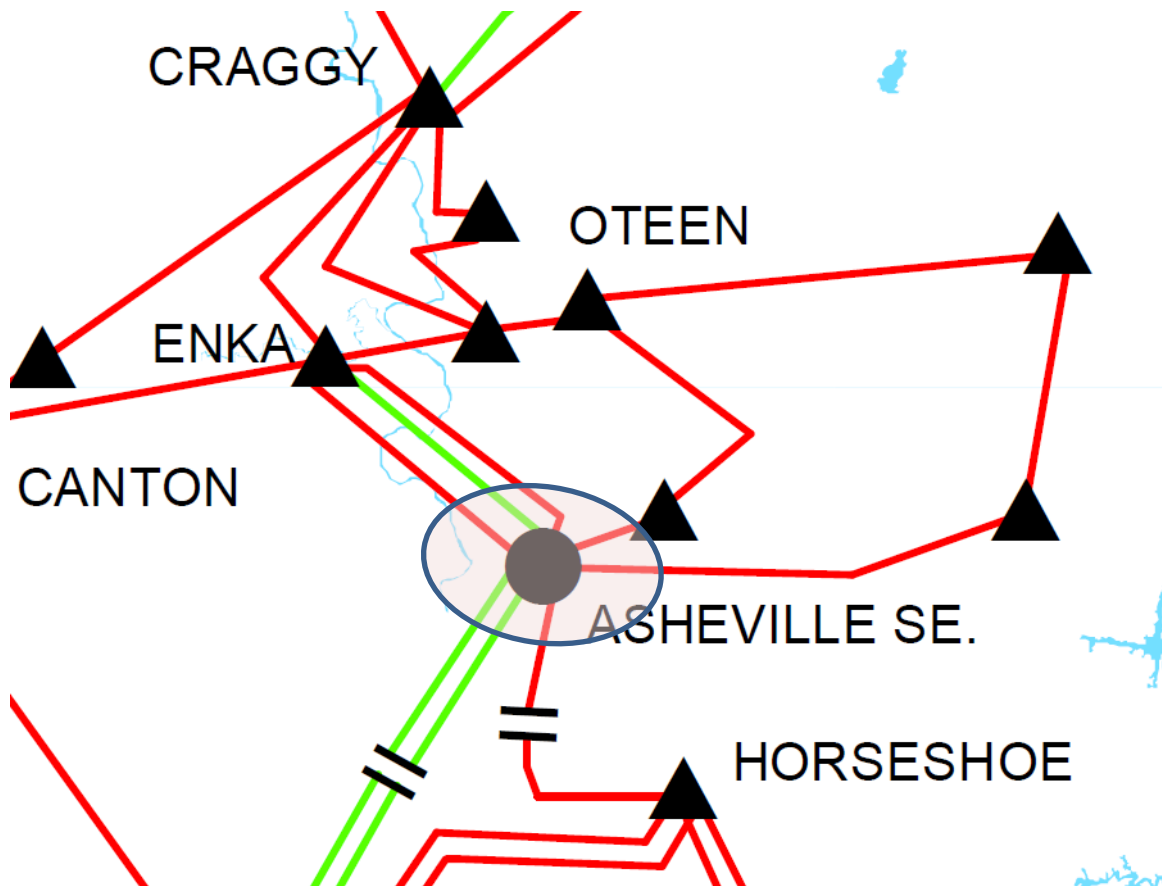 CRAGGY
OTEEN
ENKA
CANTON
ASHEVILLE SE.
HORSESHOE